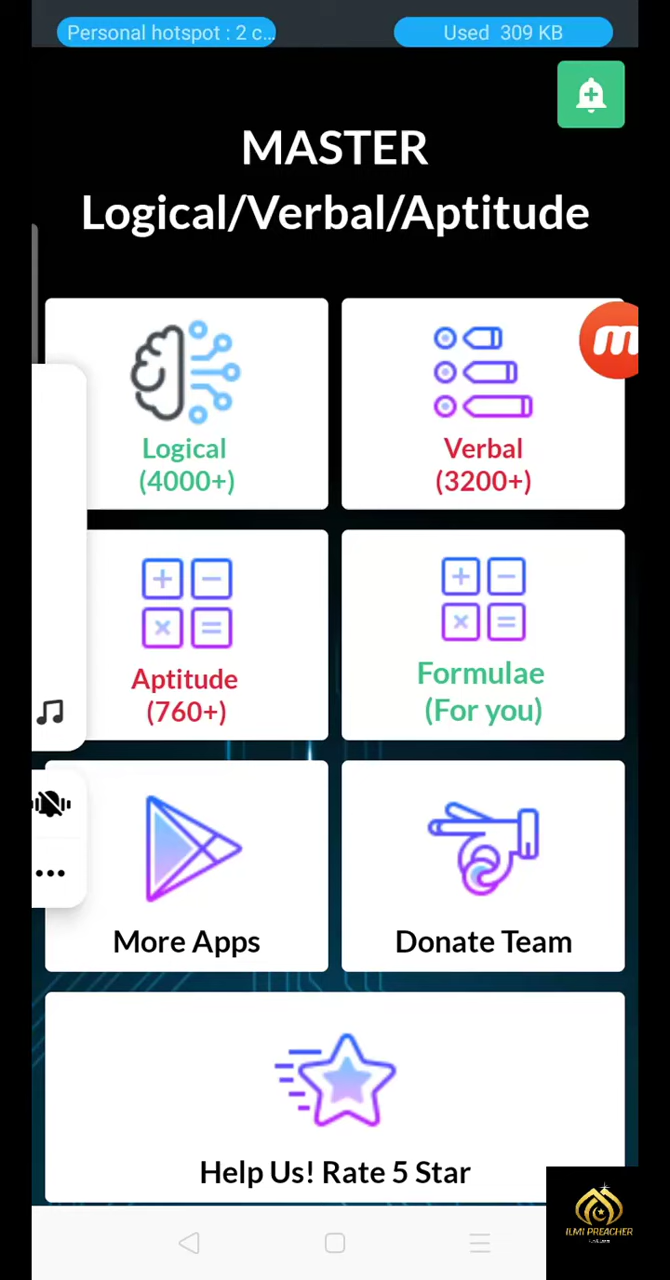 Personal hotspot : 2 c...
Used 309 KB
MASTER
Logical/Verbal/Aptitude
Logical
(4000+)
Verbal
(3200+)
Aptitude
(760+)
Formulae
(For you)
More Apps
Donate Team
Help Us! Rate 5 Star
ILMI PREACHER